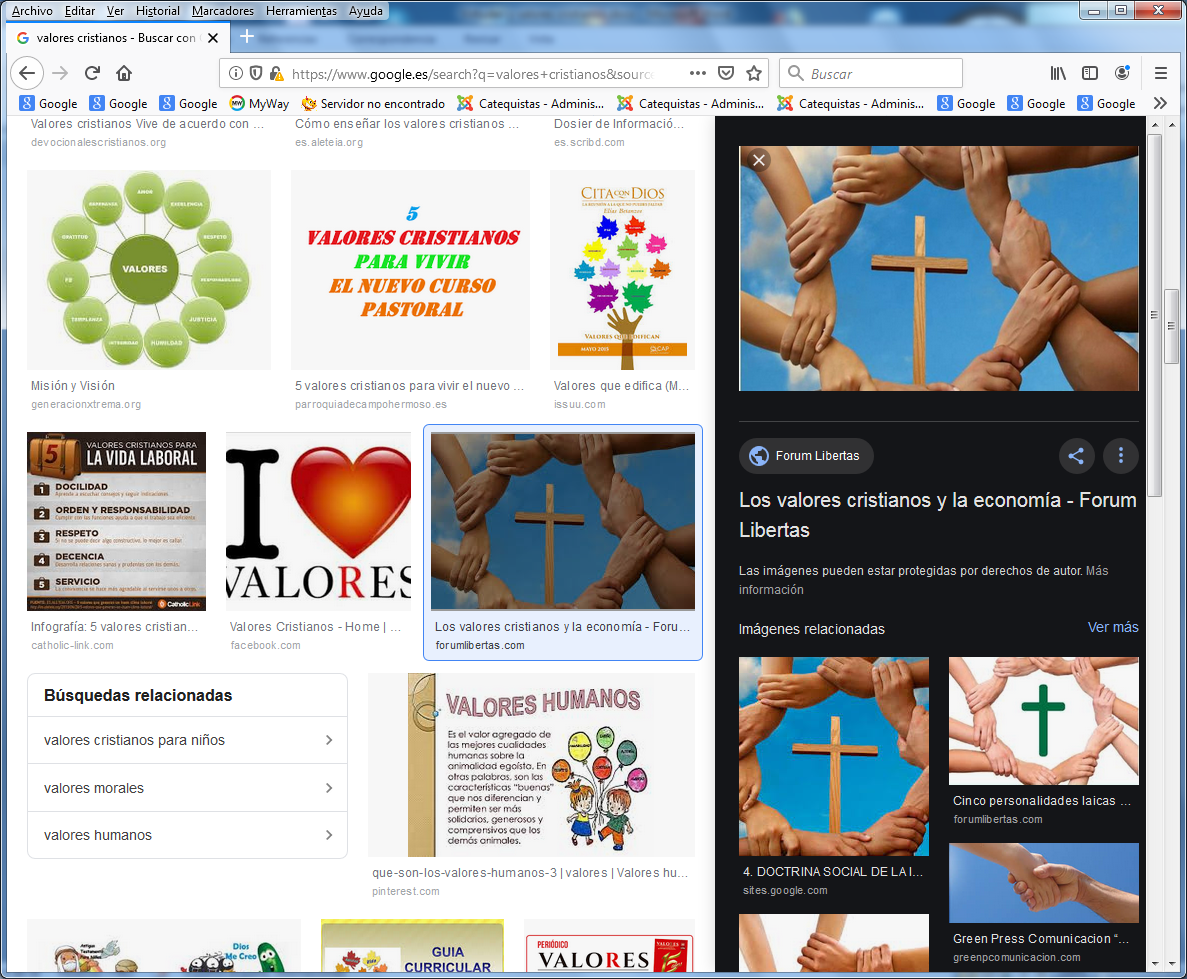 Archivo Editar Ver Historial Marcadores Herramientas Ayuda
valores cristianos - Buscar con
https://www.google.es/search?q=valores+cristianos&source
Buscar
Google Google Google MyWay Servidor no encontrado Catequistas - Adminis... Catequistas - Adminis... Catequistas - Adminis... Google Google Google
Valores cristianos Vive de acuerdo con ...
devocionalescristianos.org
Cómo enseñar los valores cristianos ...
es.aleteia.org
Dosier de Informació...
es.scribd.com
VALORES
AMOR
EXCELENCIA
RESPETO
RESPONSABILIDAD
JUSTICIA
HUMILDAD
INTEGRIDAD
TEMPLANZA
FE
GRATITUD
ESPERANZA
Misión y Visión
generacionxtrema.org
5
VALORES CRISTIANOS
PARA VIVIR
EL NUEVO CURSO
PASTORAL
5 valores cristianos para vivir el nuevo ...
parroquiadecampohermoso.es
CITA CON DIOS
VALORES QUE EDIFICAN
MAYO 2015
Valores que edifica (M...
issuu.com
5
VALORES CRISTIANOS PARA
LA VIDA LABORAL
1 DOCILIDAD
2 ORDEN Y RESPONSABILIDAD
3 RESPETO
4 DECENCIA
5 SERVICIO
CatholicLink
Infografía: 5 valores cristian...
catholic-link.com
I
VALORES
Valores Cristianos - Home | ...
facebook.com
Los valores cristianos y la economía - Foru...
forumlibertas.com
Búsquedas relacionadas
valores cristianos para niños
valores morales
valores humanos
VALORES HUMANOS
Es el valor agregado de
las mejores cualidades
humanas sobre la
animalidad egoísta. En
otras palabras, son las
características "buenas"
que nos diferencian y
permiten ser más
solidarios, generosos y
comprensivos que los
demás animales.
que-son-los-valores-humanos-3 | valores | Valores hu...
pinterest.com
Dios
Me Creo
GUIA
CURRICULAR
PERIÓDICO
VALORES
Forum Libertas
Los valores cristianos y la economía - Forum
Libertas
Las imágenes pueden estar protegidas por derechos de autor. Más
información
Imágenes relacionadas
Ver más
4. DOCTRINA SOCIAL DE LA I...
sites.google.com
Cinco personalidades laicas ...
forumlibertas.com
Green Press Comunicacion “...
greenpcomunicacion.com